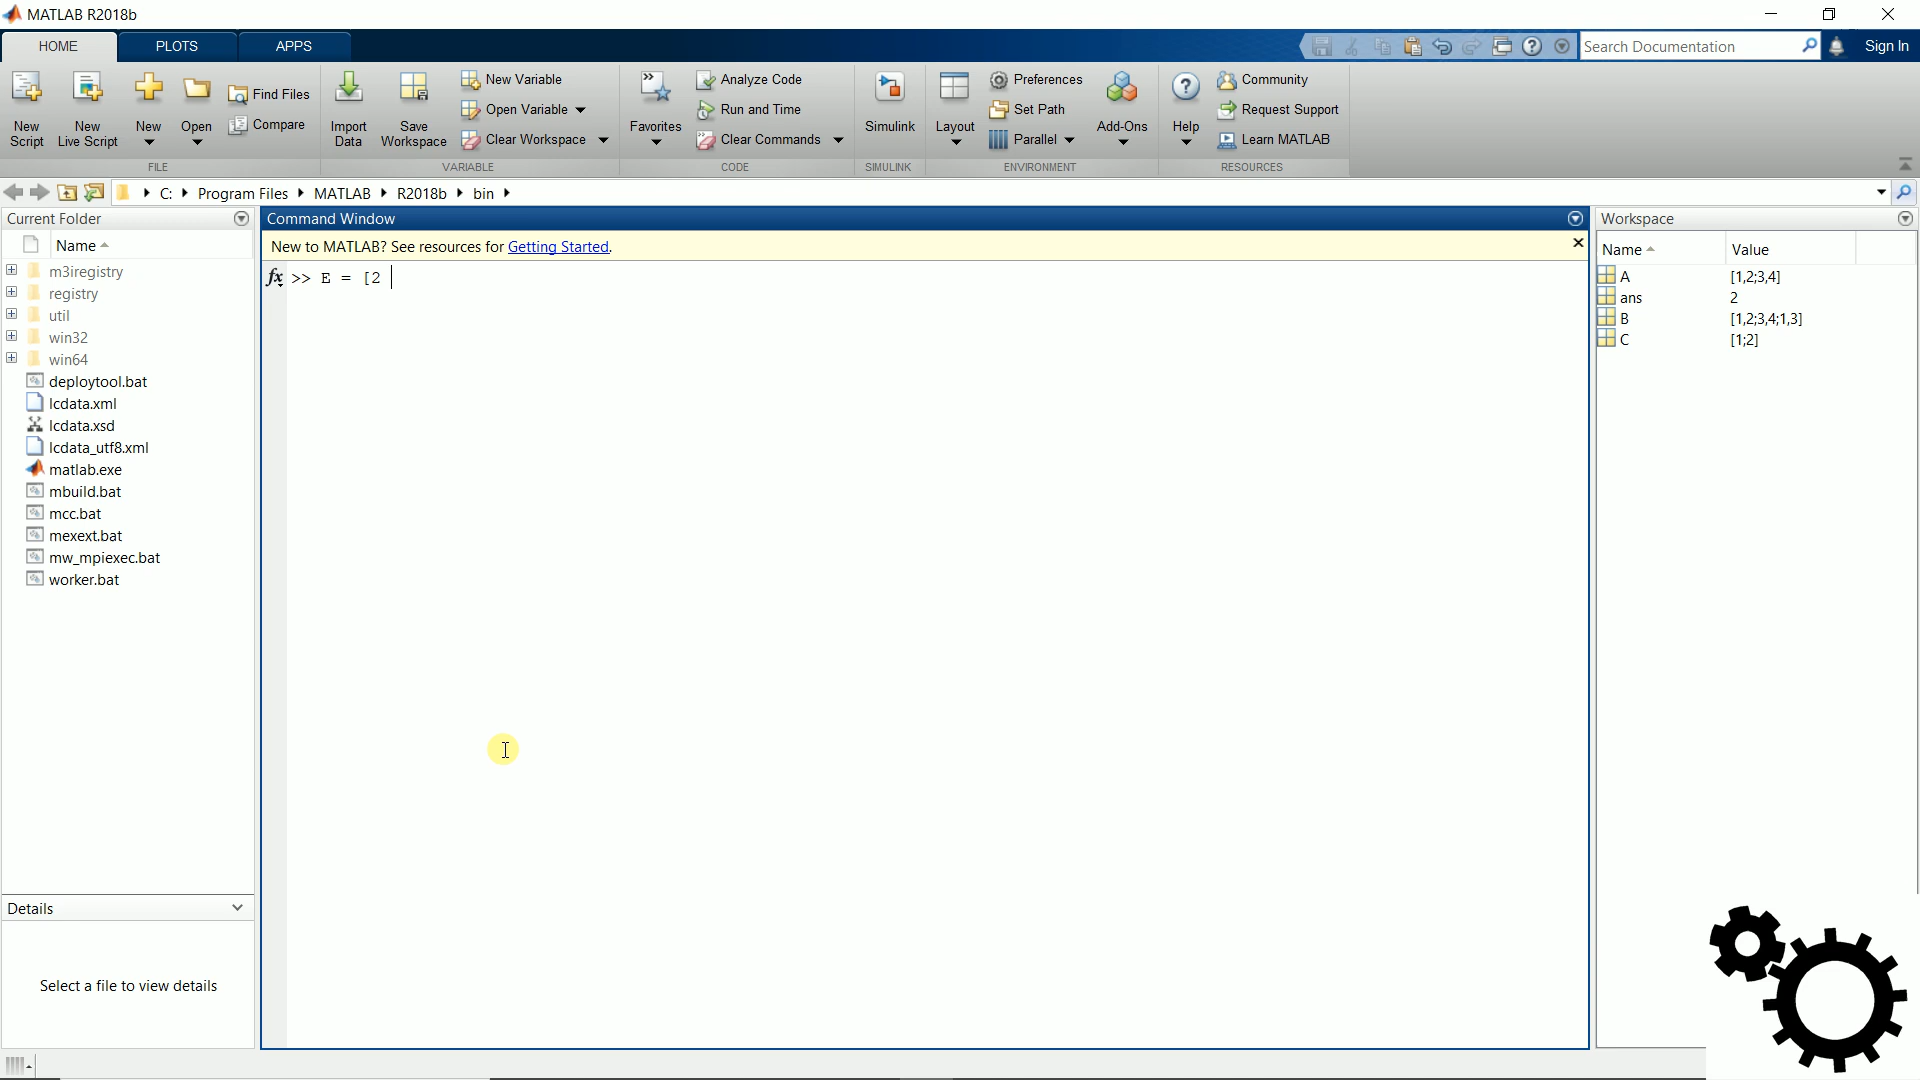 MATLAB R2018b
HOME PLOTS APPS
Search Documentation
Sign In
New Script
New Live Script
New
Open
Find Files
Compare
FILE
Import Data
Save Workspace
New Variable
Open Variable
Clear Workspace
VARIABLE
Favorites
Analyze Code
Run and Time
Clear Commands
CODE
Simulink
SIMULINK
Layout
Preferences
Set Path
Parallel
Add-Ons
ENVIRONMENT
Help
Community
Request Support
Learn MATLAB
RESOURCES
C: Program Files MATLAB R2018b bin
Current Folder
Name
m3iregistry
registry
util
win32
win64
deploytool.bat
lcdata.xml
lcdata.xsd
lcdata_utf8.xml
matlab.exe
mbuild.bat
mcc.bat
mexext.bat
mw_mpiexec.bat
worker.bat
Details
Select a file to view details
Command Window
New to MATLAB? See resources for Getting Started.
fx >> E = [2
Workspace
Name Value
A [1,2;3,4]
ans 2
B [1,2;3,4;1,3]
C [1;2]